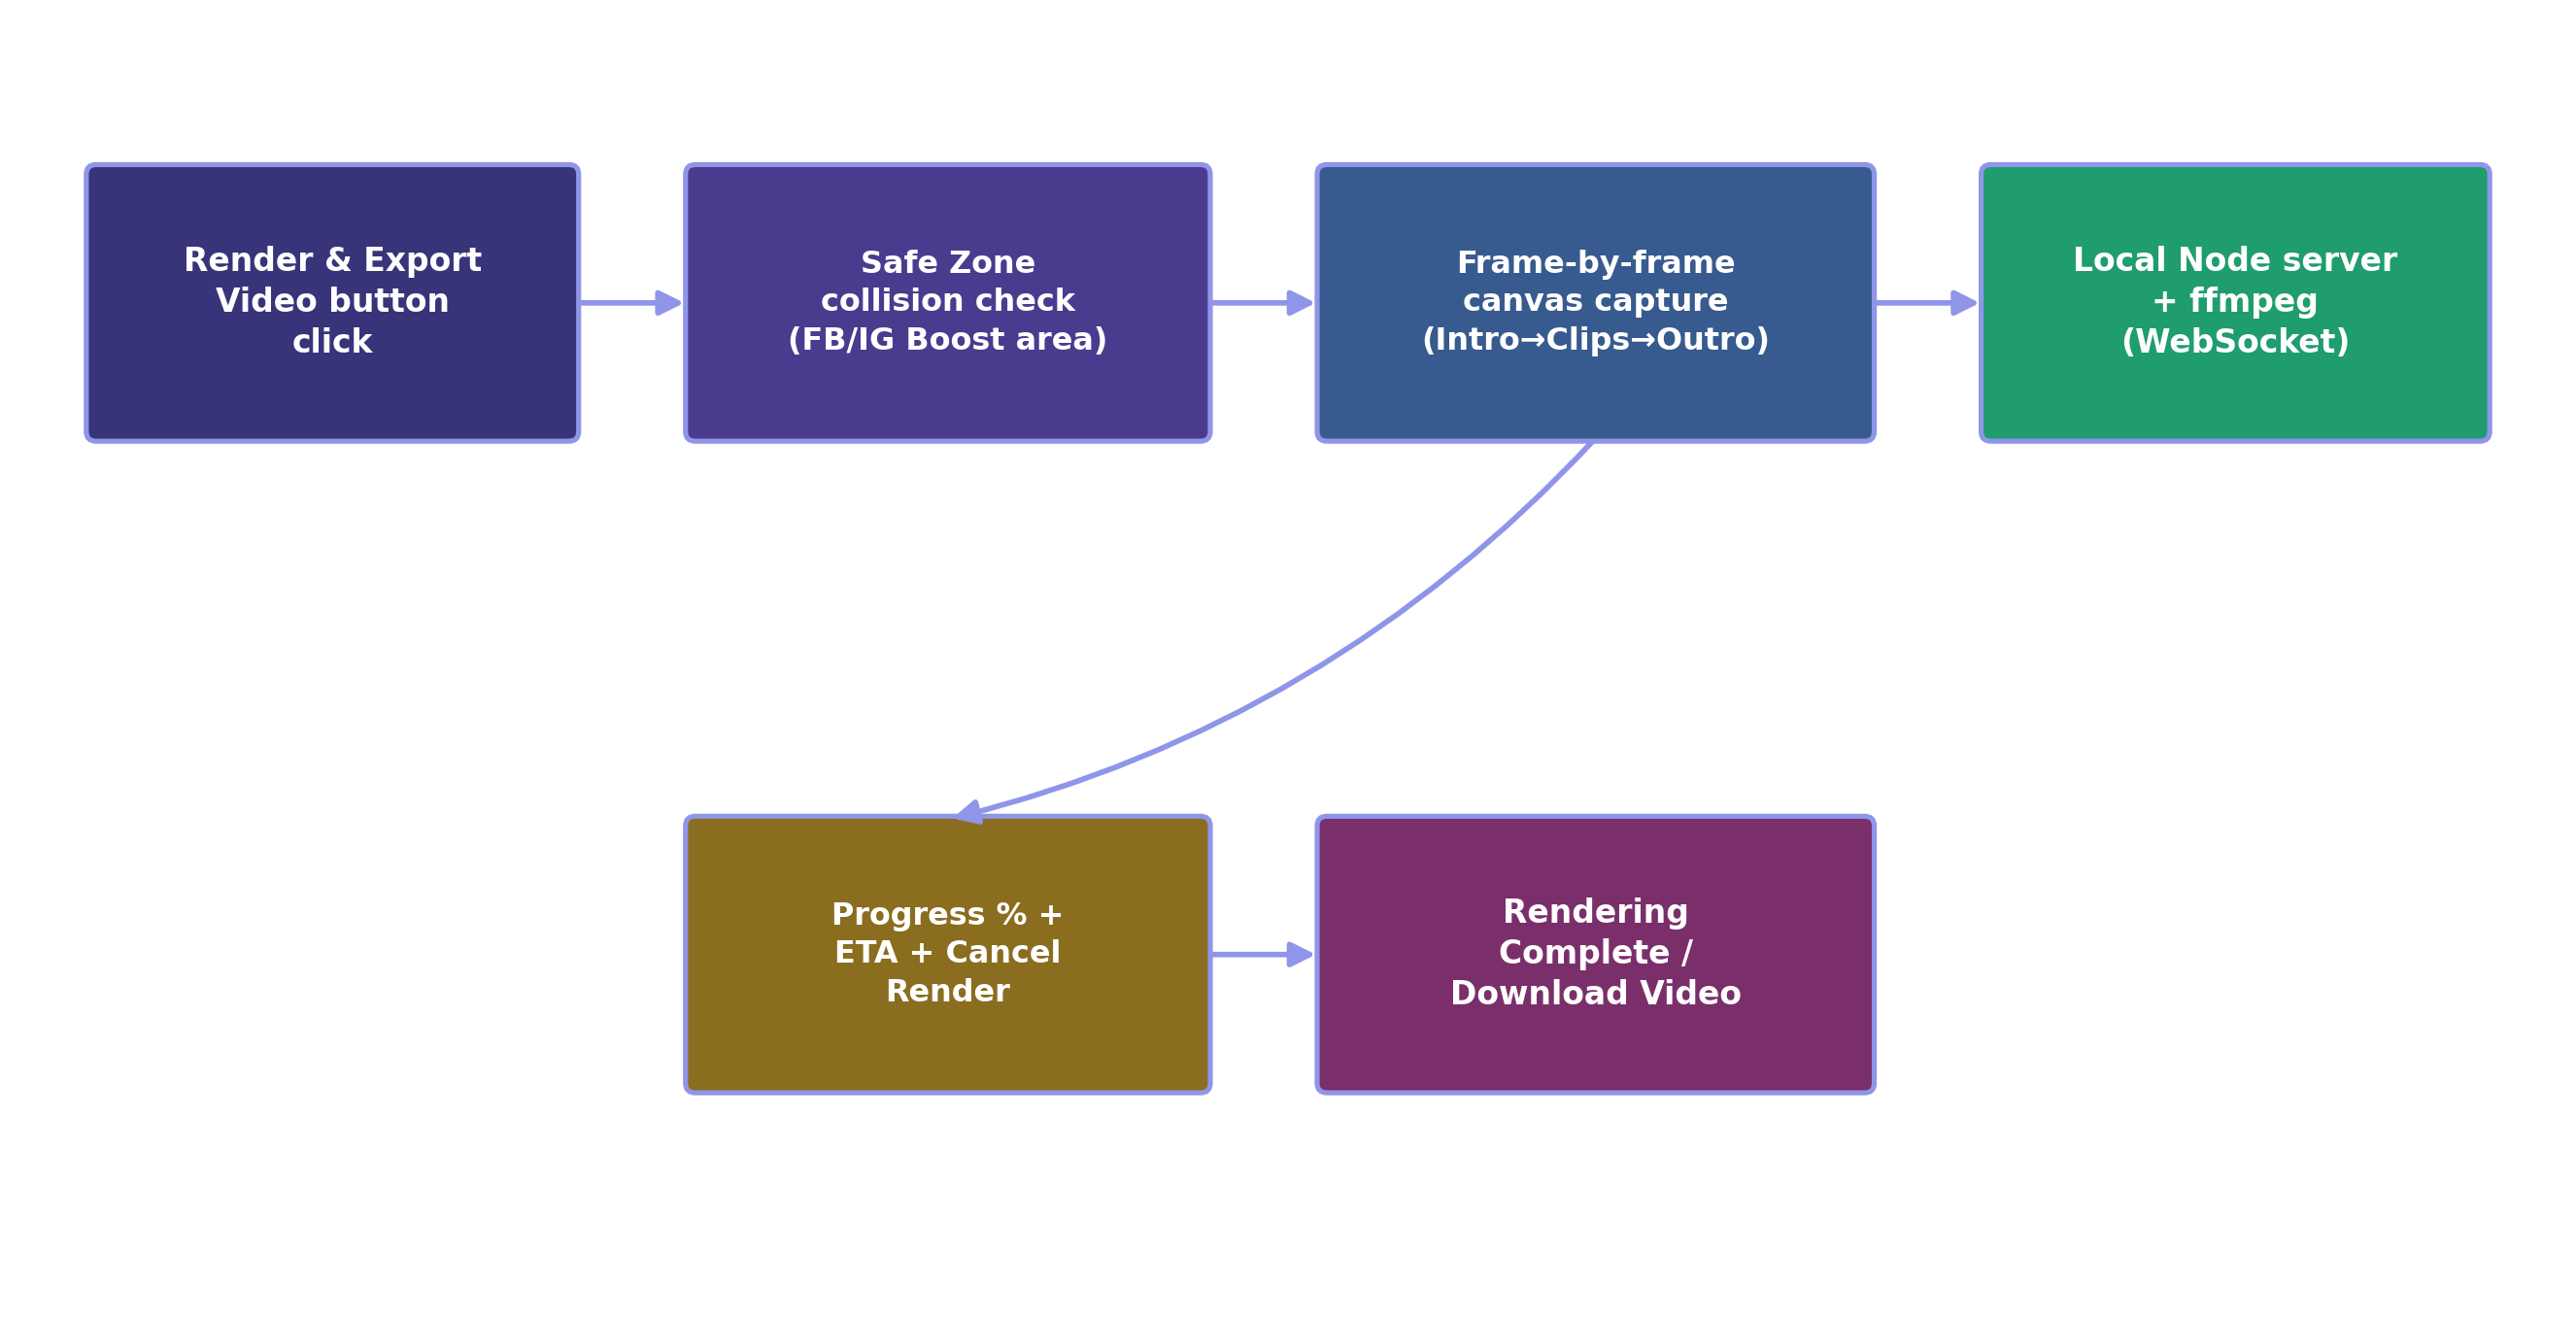 Render & Export
Video button
click
Safe Zone
collision check
(FB/IG Boost area)
Frame-by-frame
canvas capture
(Intro→Clips→Outro)
Local Node server
+ ffmpeg
(WebSocket)
Progress % +
ETA + Cancel
Render
Rendering
Complete /
Download Video